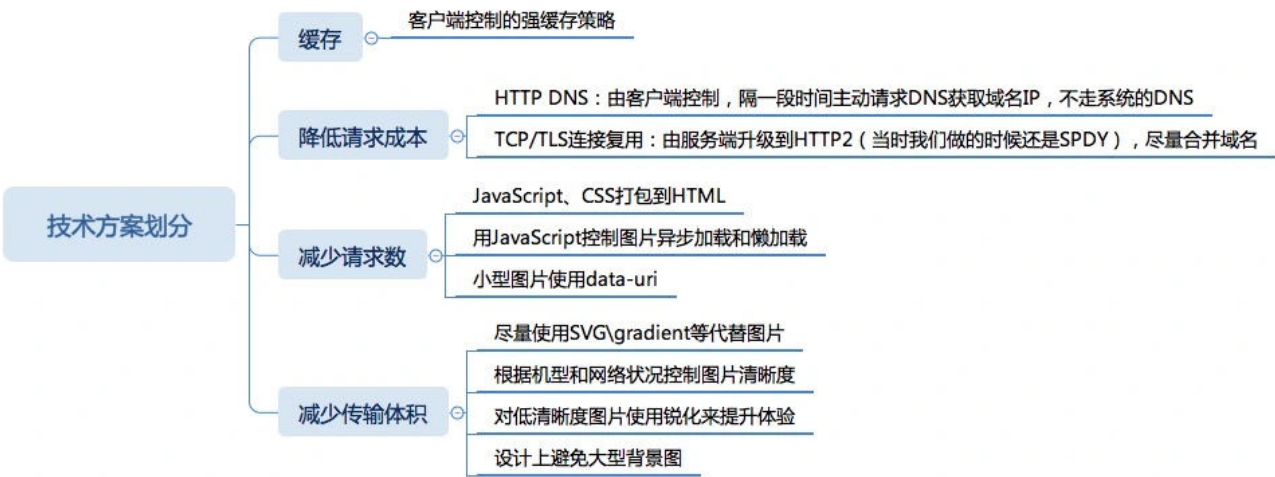 技术方案划分
缓存
客户端控制的强缓存策略
降低请求成本
HTTP DNS：由客户端控制，隔一段时间主动请求DNS获取域名IP，不走系统的DNS
TCP/TLS连接复用：由服务端升级到HTTP2（当时我们做的时候还是SPDY），尽量合并域名
减少请求数
JavaScript、CSS打包到HTML
用JavaScript控制图片异步加载和懒加载
小型图片使用data-uri
减少传输体积
尽量使用SVG\gradient等代替图片
根据机型和网络状况控制图片清晰度
对低清晰度图片使用锐化来提升体验
设计上避免大型背景图